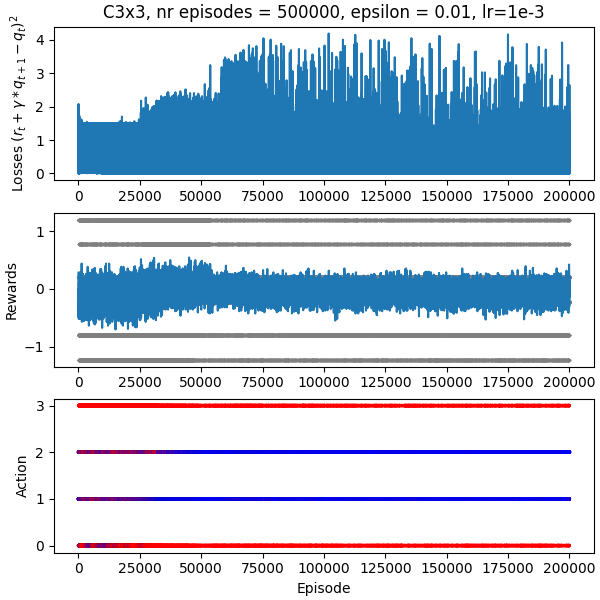 C3x3, nr episodes = 500000, epsilon = 0.01, lr=1e-3
Losses $(r_t + \gamma * q_{t+1} - q_t)^2$
4
3
2
1
0
0 25000 50000 75000 100000 125000 150000 175000 200000
Rewards
1
0
−1
0 25000 50000 75000 100000 125000 150000 175000 200000
Action
3
2
1
0
0 25000 50000 75000 100000 125000 150000 175000 200000
Episode